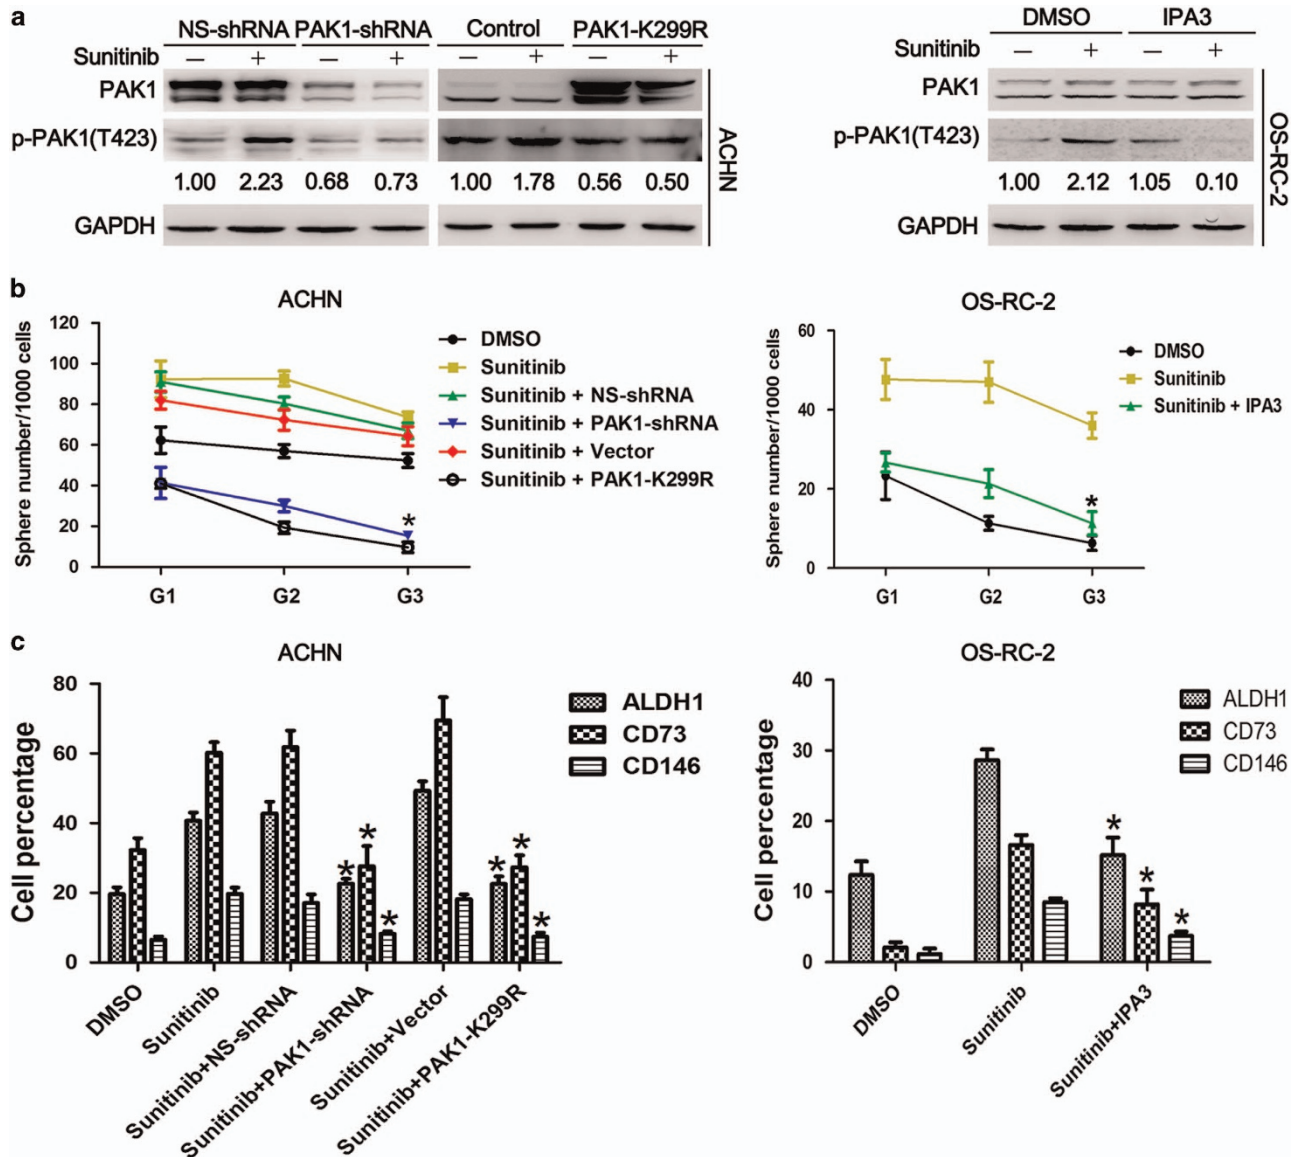 a
NS-shRNA PAK1-shRNA Control PAK1-K299R
Sunitinib — + — + — + — +
PAK1
p-PAK1(T423)
1.00 2.23 0.68 0.73 1.00 1.78 0.56 0.50
GAPDH
ACHN
DMSO IPA3
Sunitinib — + — +
PAK1
p-PAK1(T423)
1.00 2.12 1.05 0.10
GAPDH
OS-RC-2
b
ACHN
Sphere number/1000 cells
120
100
80
60
40
20
0
G1 G2 G3
*
DMSO
Sunitinib
Sunitinib + NS-shRNA
Sunitinib + PAK1-shRNA
Sunitinib + Vector
Sunitinib + PAK1-K299R
OS-RC-2
Sphere number/1000 cells
60
40
20
0
G1 G2 G3
*
DMSO
Sunitinib
Sunitinib + IPA3
c
ACHN
Cell percentage
80
60
40
20
0
* * * * * *
ALDH1
CD73
CD146
DMSO
Sunitinib
Sunitinib+NS-shRNA
Sunitinib+PAK1-shRNA
Sunitinib+Vector
Sunitinib+PAK1-K299R
OS-RC-2
Cell percentage
40
30
20
10
0
* * *
ALDH1
CD73
CD146
DMSO
Sunitinib
Sunitinib+IPA3